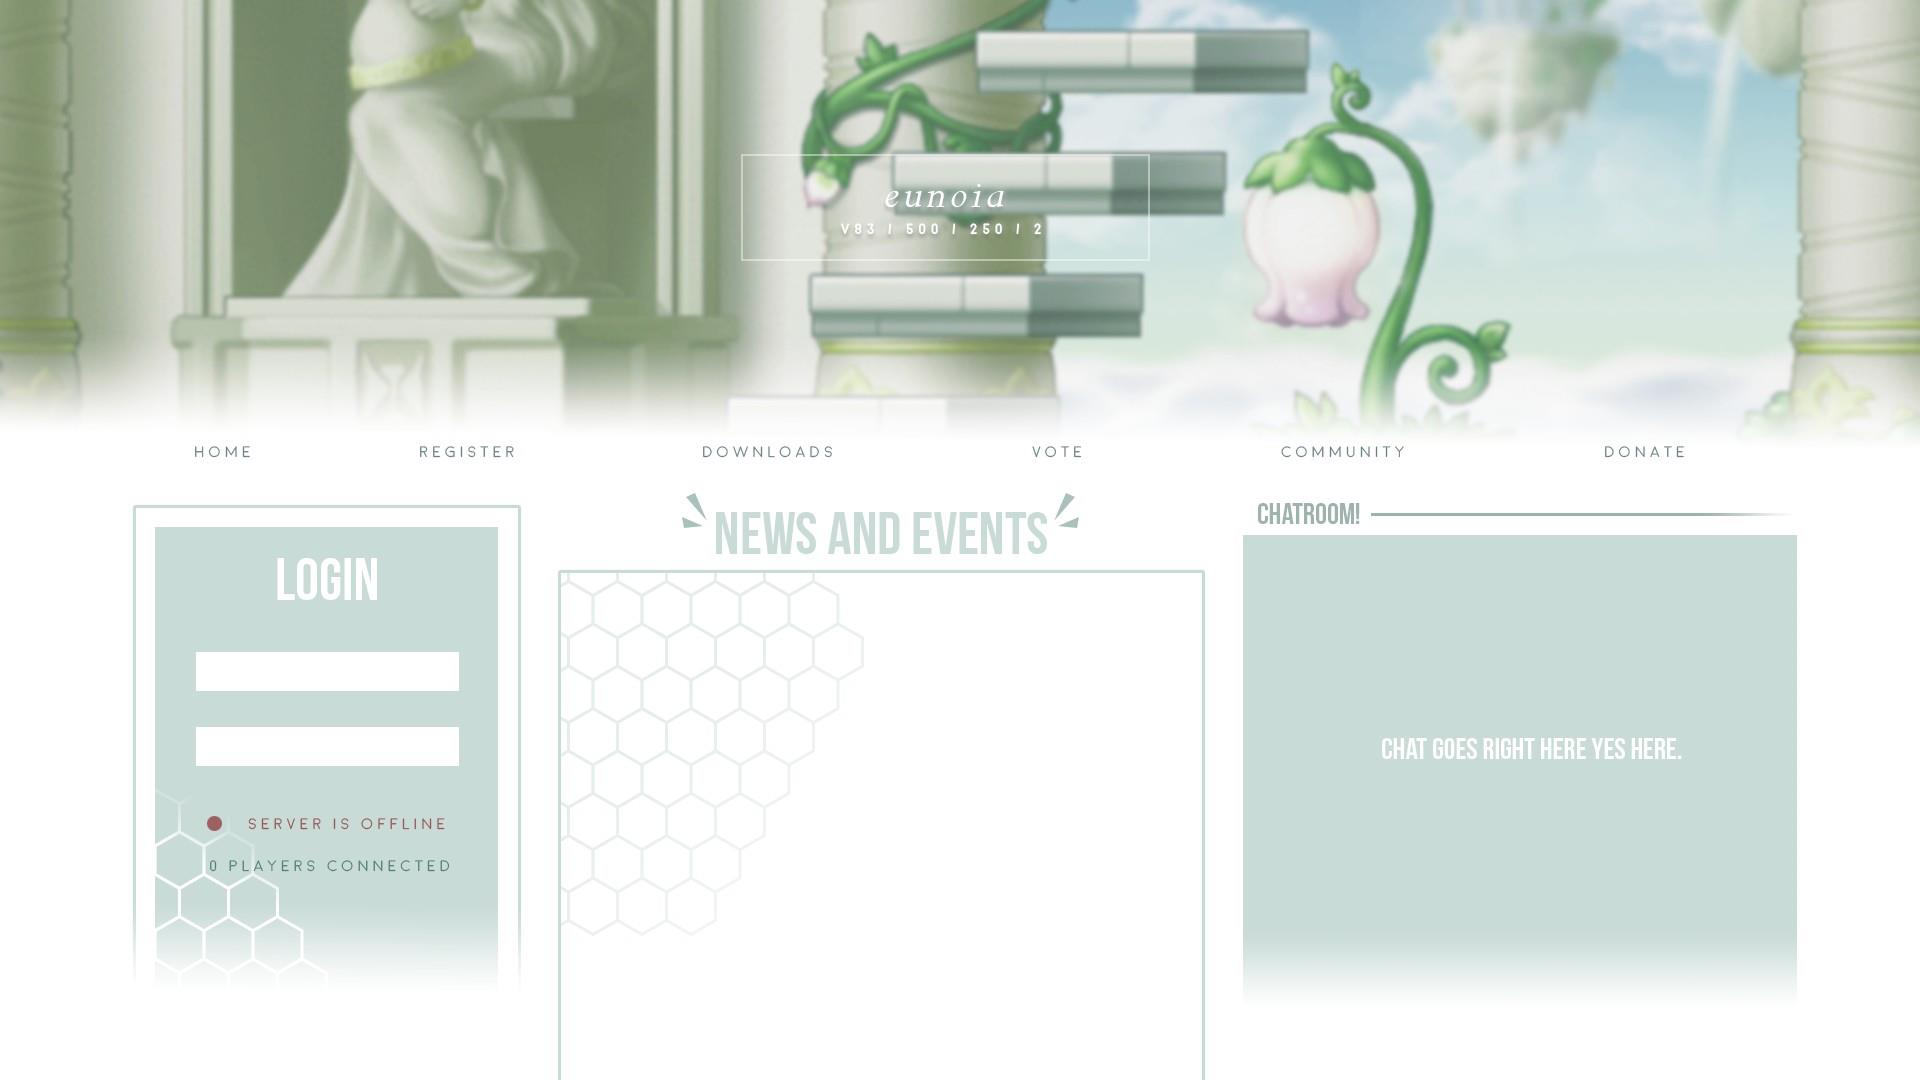 eunoia
V83 / 500 / 250 / 2
HOME REGISTER DOWNLOADS VOTE COMMUNITY DONATE
LOGIN
SERVER IS OFFLINE
0 PLAYERS CONNECTED
NEWS AND EVENTS
CHATROOM!
CHAT GOES RIGHT HERE YES HERE.